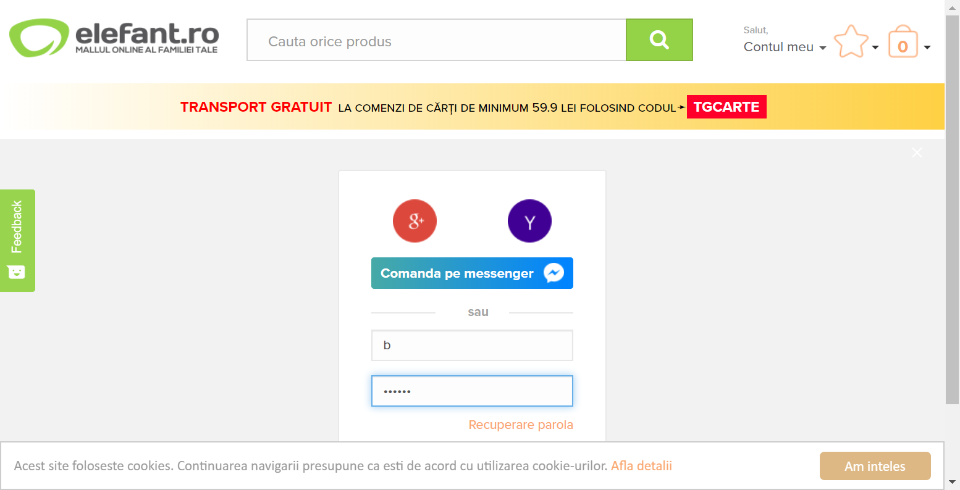 elefant.ro
MALLUL ONLINE AL FAMILIEI TALE
Cauta orice produs
Salut,
Contul meu
0
TRANSPORT GRATUIT LA COMENZI DE CĂRȚI DE MINIMUM 59.9 LEI FOLOSIND CODUL TGCARTE
Feedback
g+ Y
Comanda pe messenger
sau
b
••••••
Recuperare parola
Acest site foloseste cookies. Continuarea navigarii presupune ca esti de acord cu utilizarea cookie-urilor. Afla detalii
Am inteles